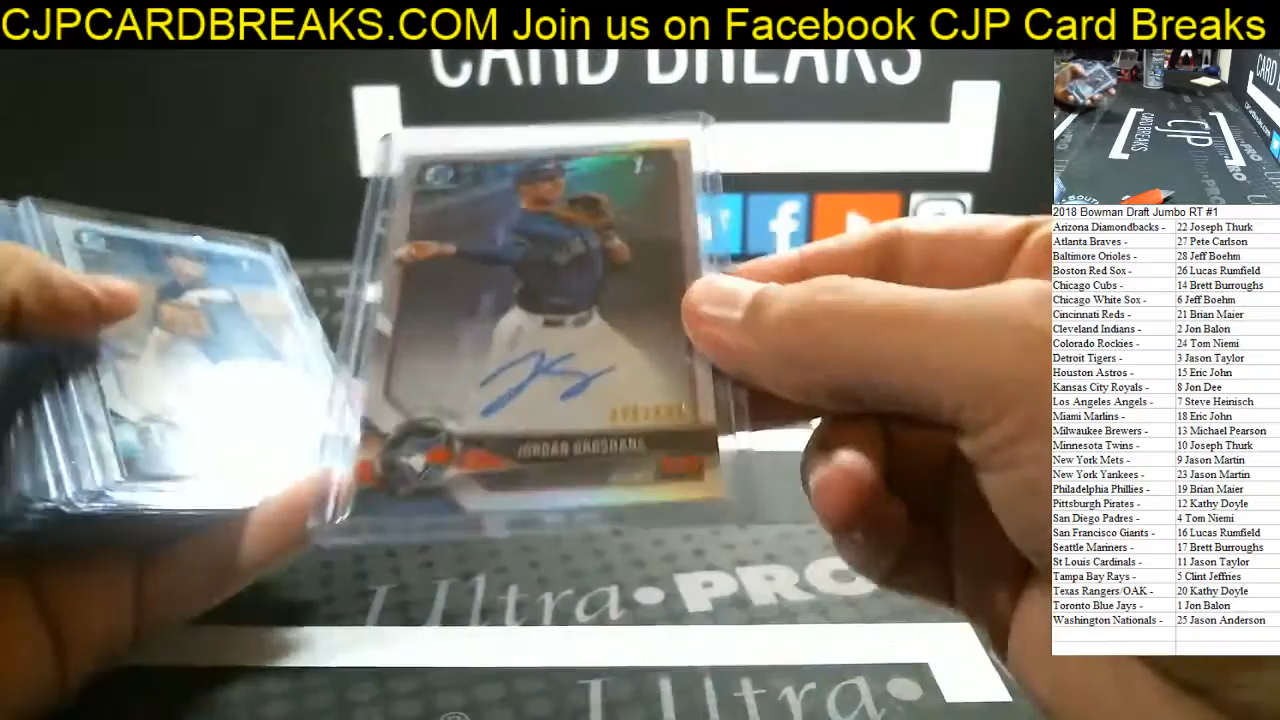 CJPCARDBREAKS.COM Join us on Facebook CJP Card Breaks
CARD BREAKS
CARD BREAKS
CJP
PRO
2018 Bowman Draft Jumbo RT #1
Arizona Diamondbacks - 22 Joseph Thurk
Atlanta Braves - 27 Pete Carlson
Baltimore Orioles - 28 Jeff Boehm
Boston Red Sox - 26 Lucas Rumfield
Chicago Cubs - 14 Brett Burroughs
Chicago White Sox - 6 Jeff Boehm
Cincinnati Reds - 21 Brian Maier
Cleveland Indians - 2 Jon Balon
Colorado Rockies - 24 Tom Niemi
Detroit Tigers - 3 Jason Taylor
Houston Astros - 15 Eric John
Kansas City Royals - 8 Jon Dee
Los Angeles Angels - 7 Steve Heinisch
Miami Marlins - 18 Eric John
Milwaukee Brewers - 13 Michael Pearson
Minnesota Twins - 10 Joseph Thurk
New York Mets - 9 Jason Martin
New York Yankees - 23 Jason Martin
Philadelphia Phillies - 19 Brian Maier
Pittsburgh Pirates - 12 Kathy Doyle
San Diego Padres - 4 Tom Niemi
San Francisco Giants - 16 Lucas Rumfield
Seattle Mariners - 17 Brett Burroughs
St Louis Cardinals - 11 Jason Taylor
Tampa Bay Rays - 5 Clint Jeffries
Texas Rangers/OAK - 20 Kathy Doyle
Toronto Blue Jays - 1 Jon Balon
Washington Nationals - 25 Jason Anderson
JORDAN GROSHANS
Ultra PRO
Ultra